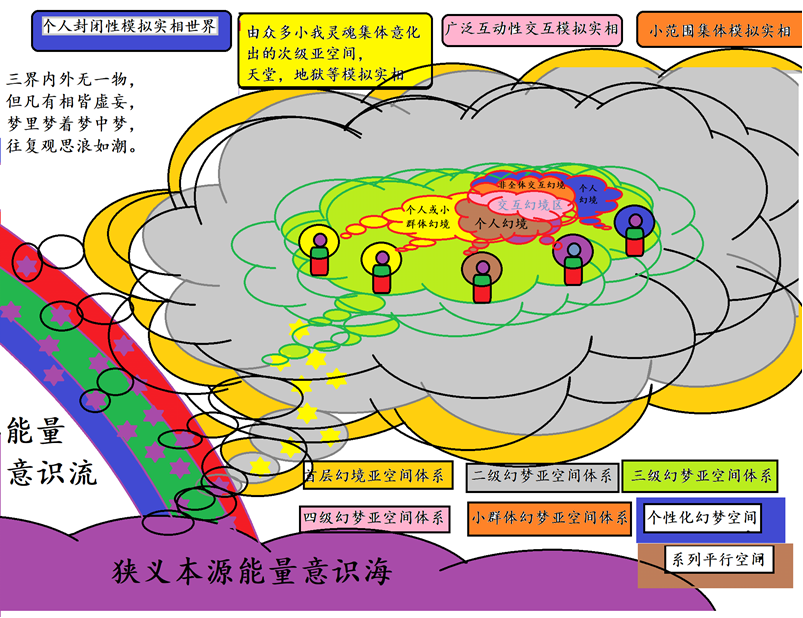 个人封闭性模拟实相世界
由众多小我灵魂集体意化
出的次级亚空间，
天堂，地狱等模拟实相
广泛互动性交互模拟实相
小范围集体模拟实相
三界内外无一物，
但凡有相皆虚妄，
梦里梦着梦中梦，
往复观思浪如潮。
非全体交互幻境
个人
幻境
交互幻境区
个人或小
群体幻境
个人幻境
能量
意识流
首层幻境亚空间体系
二级幻梦亚空间体系
三级幻梦亚空间体系
四级幻梦亚空间体系
小群体幻梦亚空间体系
个性化幻梦空间
系列平行空间
狭义本源能量意识海